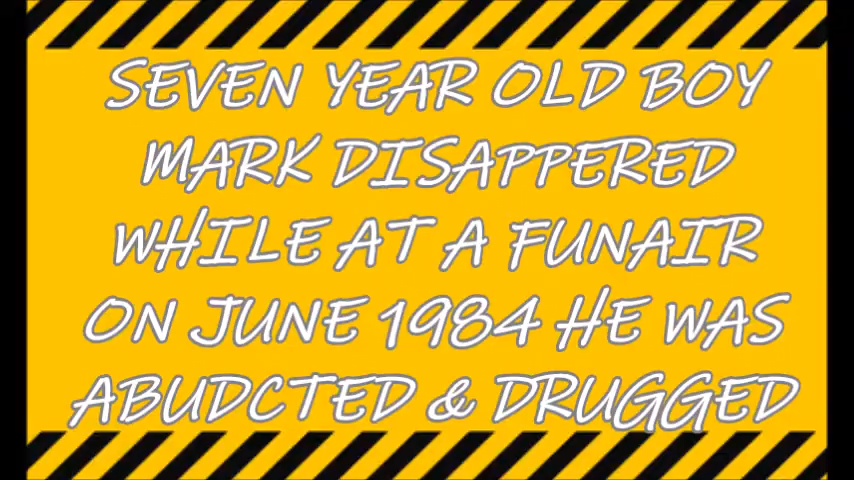 SEVEN YEAR OLD BOY
MARK DISAPPERED
WHILE AT A FUNAIR
ON JUNE 1984 HE WAS
ABUDCTED & DRUGGED